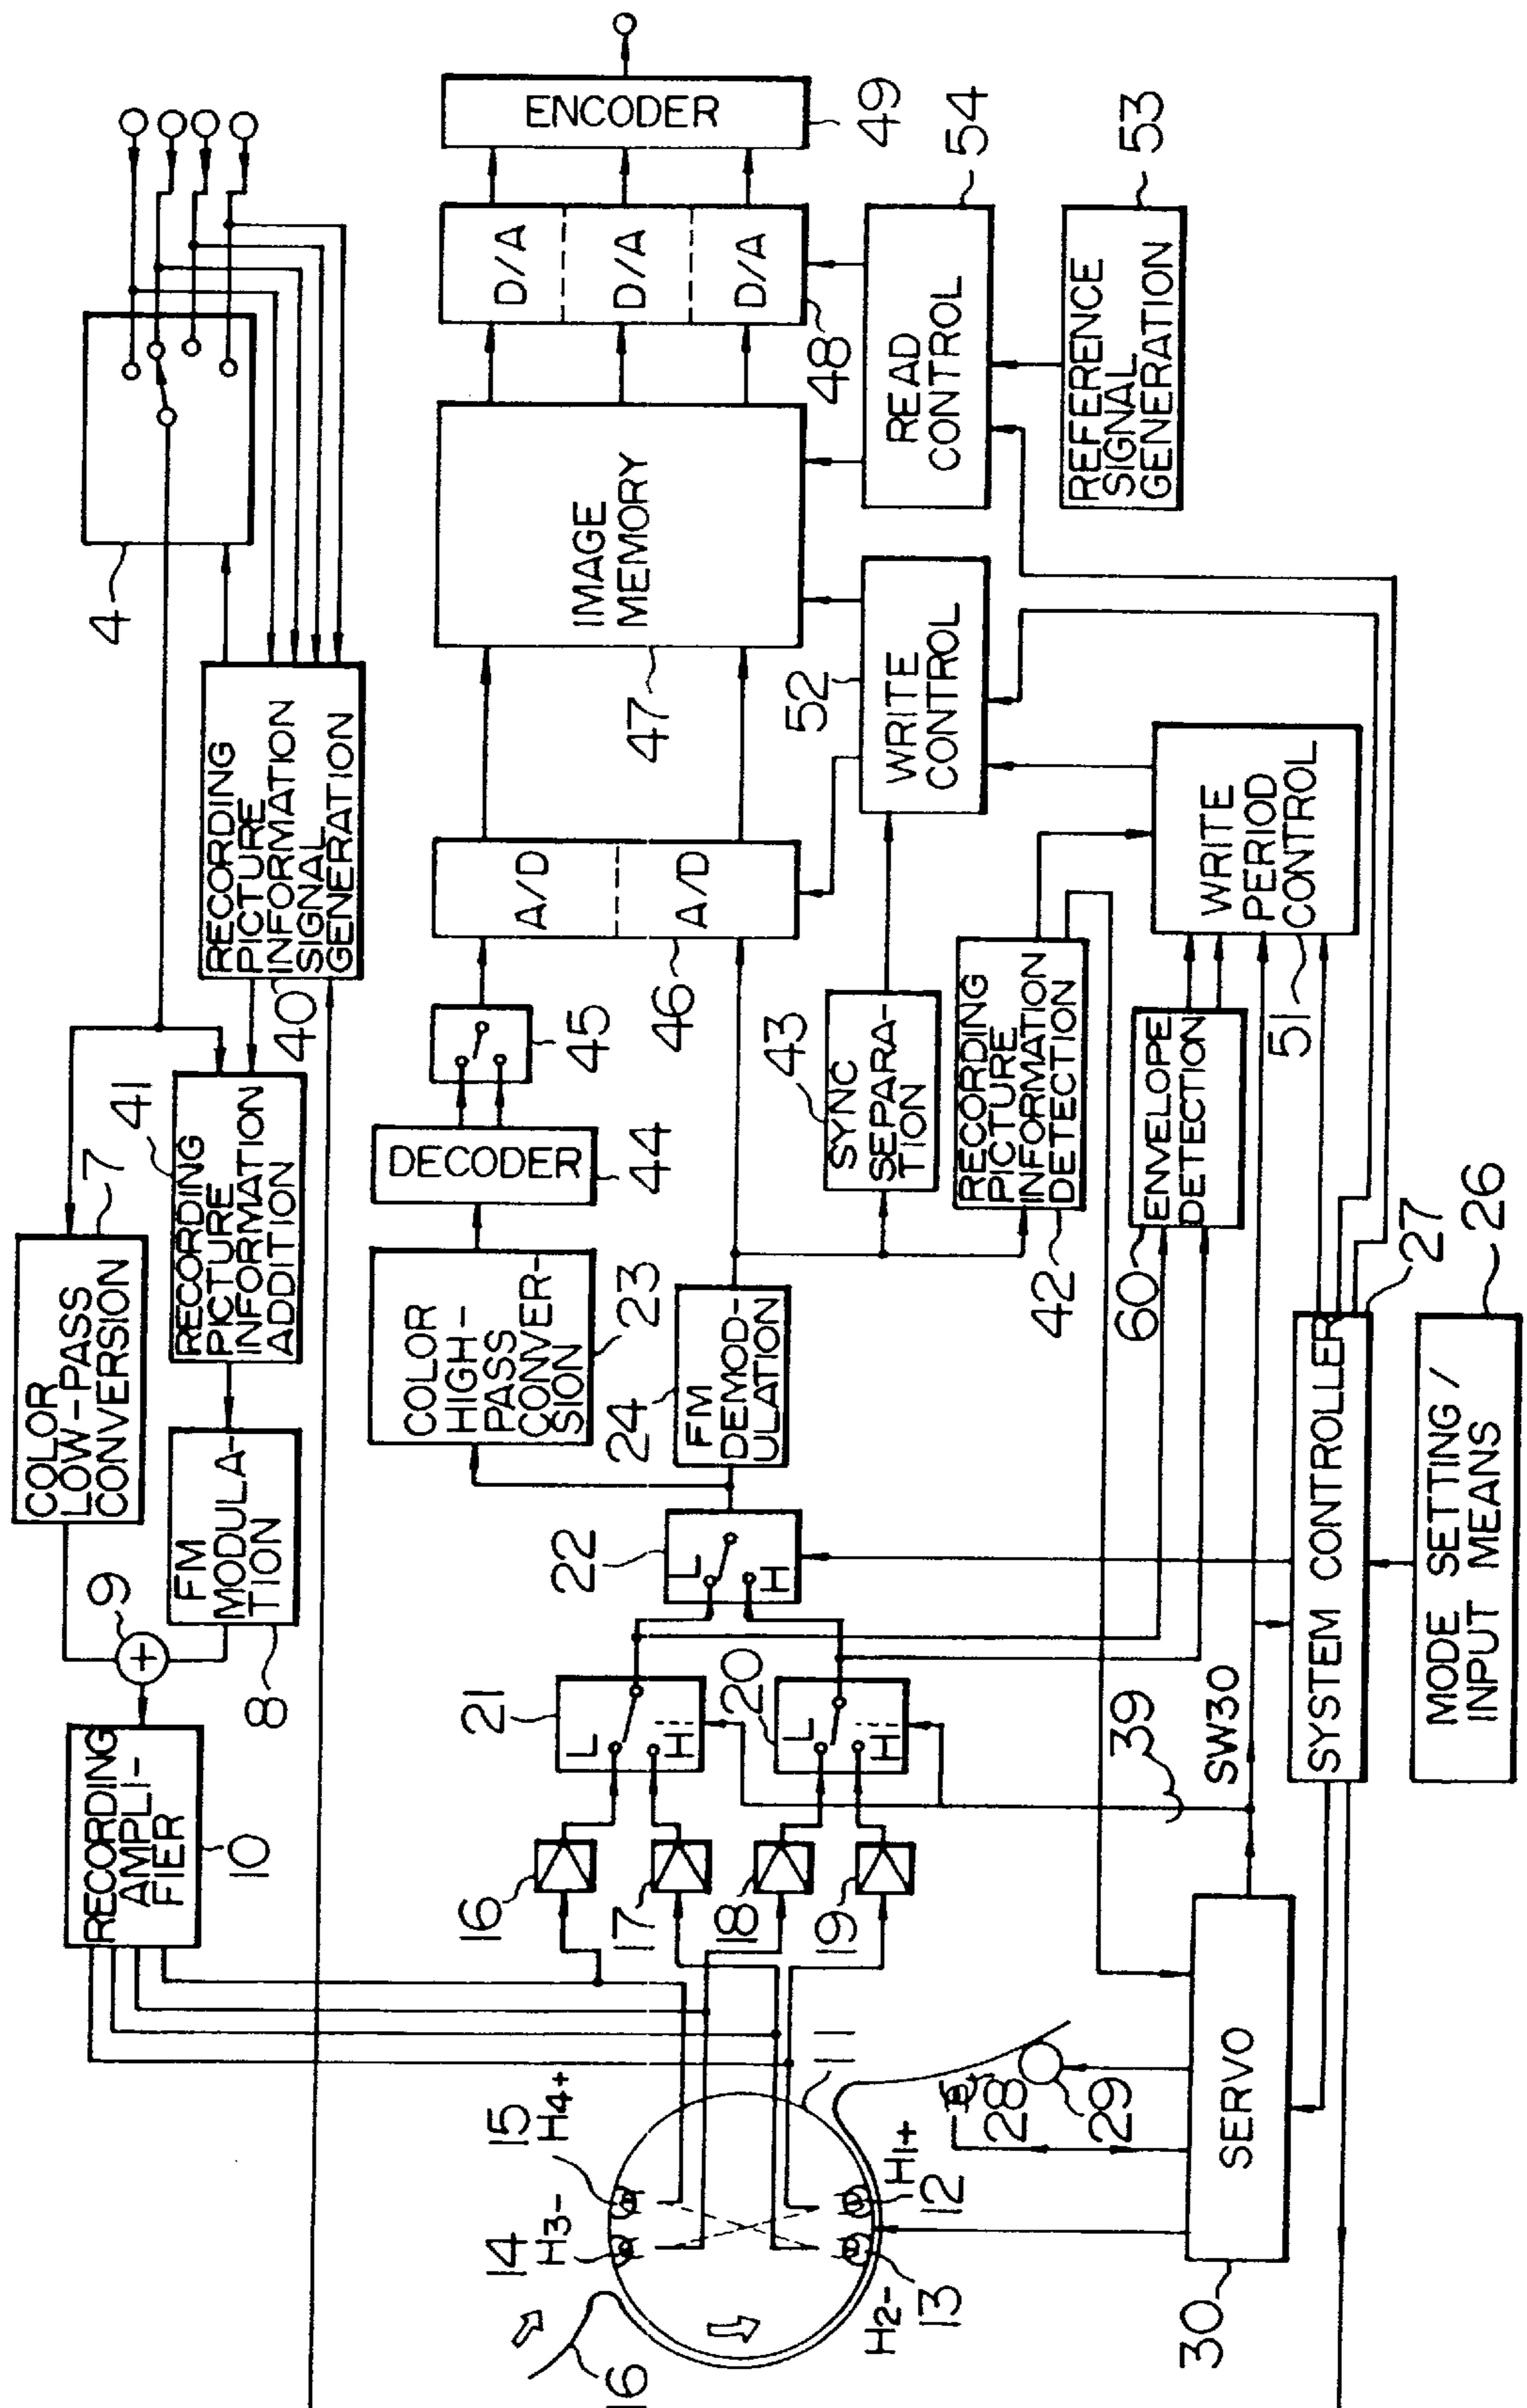 4
COLOR
LOW-PASS
CONVERSION
7
RECORDING
PICTURE
INFORMATION
SIGNAL
GENERATION
40
RECORDING
PICTURE
INFORMATION
ADDITION
41
FM
MODULA-
TION
8
9
+
RECORDING
AMPLI-
FIER
10
ENCODER
49
D/A
D/A
D/A
48
IMAGE
MEMORY
47
A/D
A/D
46
45
DECODER
44
COLOR
HIGH-
PASS
CONVER-
SION
23
FM
DEMOD-
ULATION
24
L
H
22
L
H
21
L
H
20
16
17
18
19
15
H4+
14
H3-
H1+
12
H2-
13
11
16
28
29
READ
CONTROL
54
REFERENCE
SIGNAL
GENERATION
53
WRITE
CONTROL
52
WRITE
PERIOD
CONTROL
51
SYNC
SEPARA-
TION
43
RECORDING
PICTURE
INFORMATION
DETECTION
42
ENVELOPE
DETECTION
60
SW30
39
SERVO
30
SYSTEM CONTROLLER
27
MODE SETTING /
INPUT MEANS
26